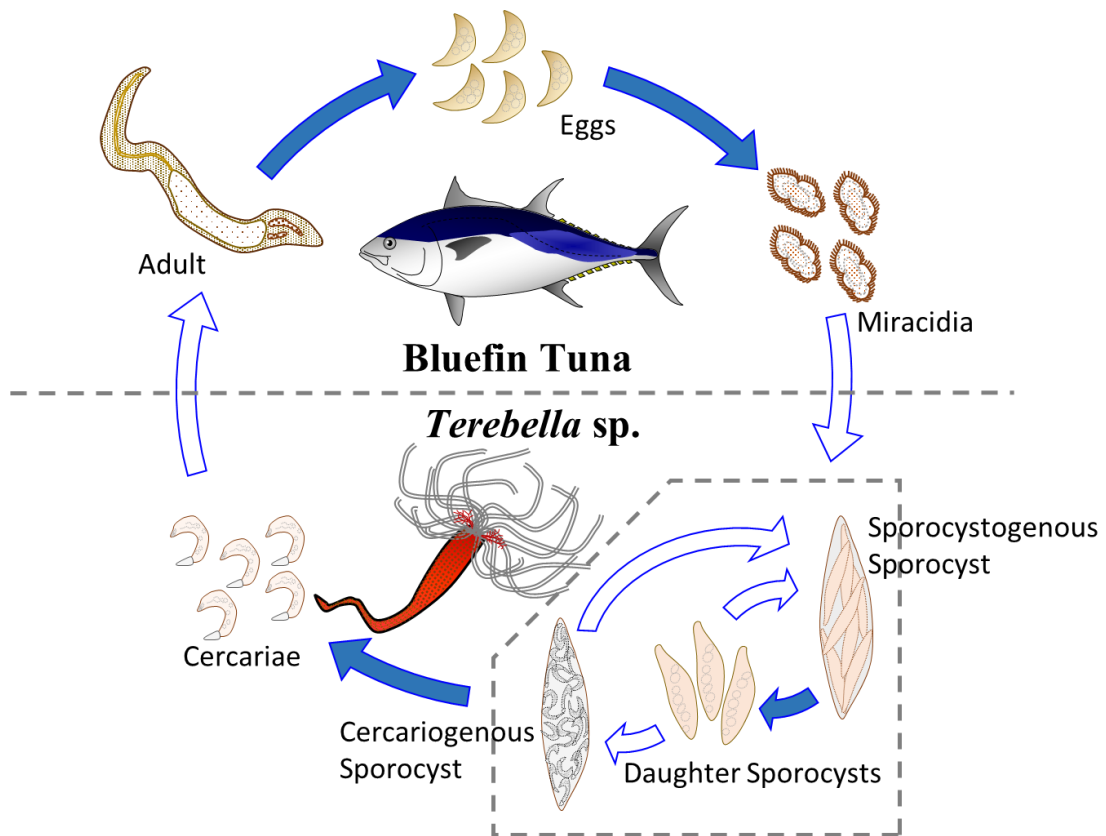 Eggs
Adult
Miracidia
Bluefin Tuna
Terebella sp.
Sporocystogenous
Sporocyst
Cercariae
Cercariogenous
Sporocyst
Daughter Sporocysts